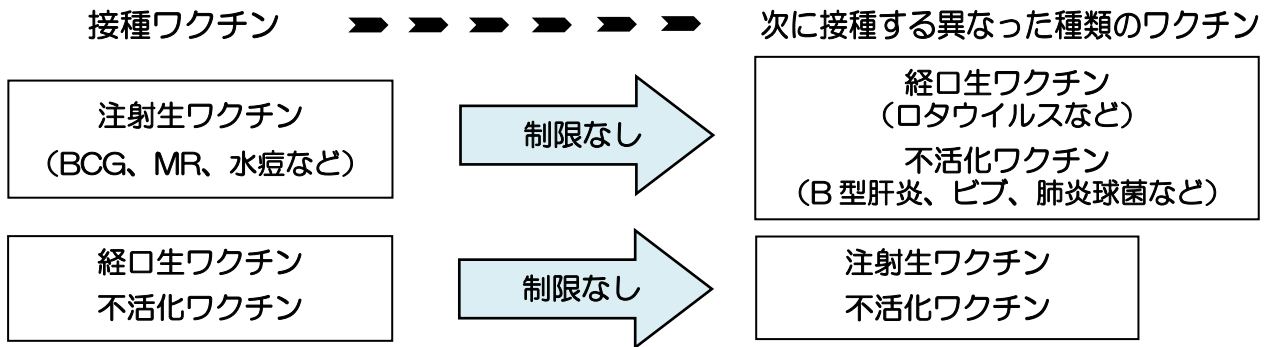 接種ワクチン
次に接種する異なった種類のワクチン
注射生ワクチン
（BCG、MR、水痘など）
制限なし
経口生ワクチン
（ロタウイルスなど）
不活化ワクチン
（B型肝炎、ビブ、肺炎球菌など）
経口生ワクチン
不活化ワクチン
制限なし
注射生ワクチン
不活化ワクチン